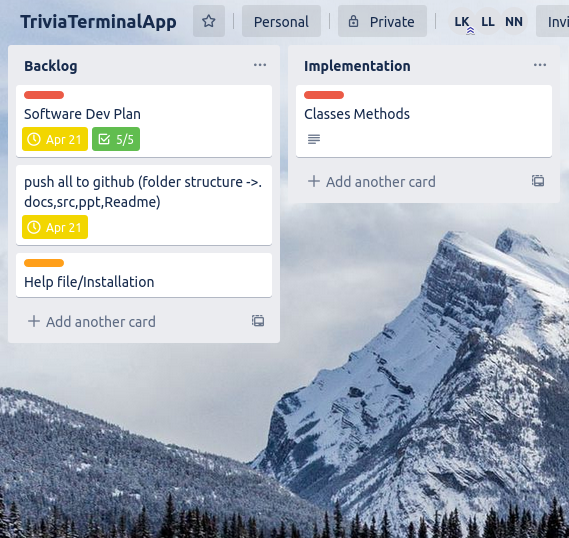 TriviaTerminalApp
Personal
Private
LK
LL
NN
Invi
Backlog
Software Dev Plan
Apr 21
5/5
push all to github (folder structure ->.
docs,src,ppt,Readme)
Apr 21
Help file/Installation
+ Add another card
Implementation
Classes Methods
+ Add another card